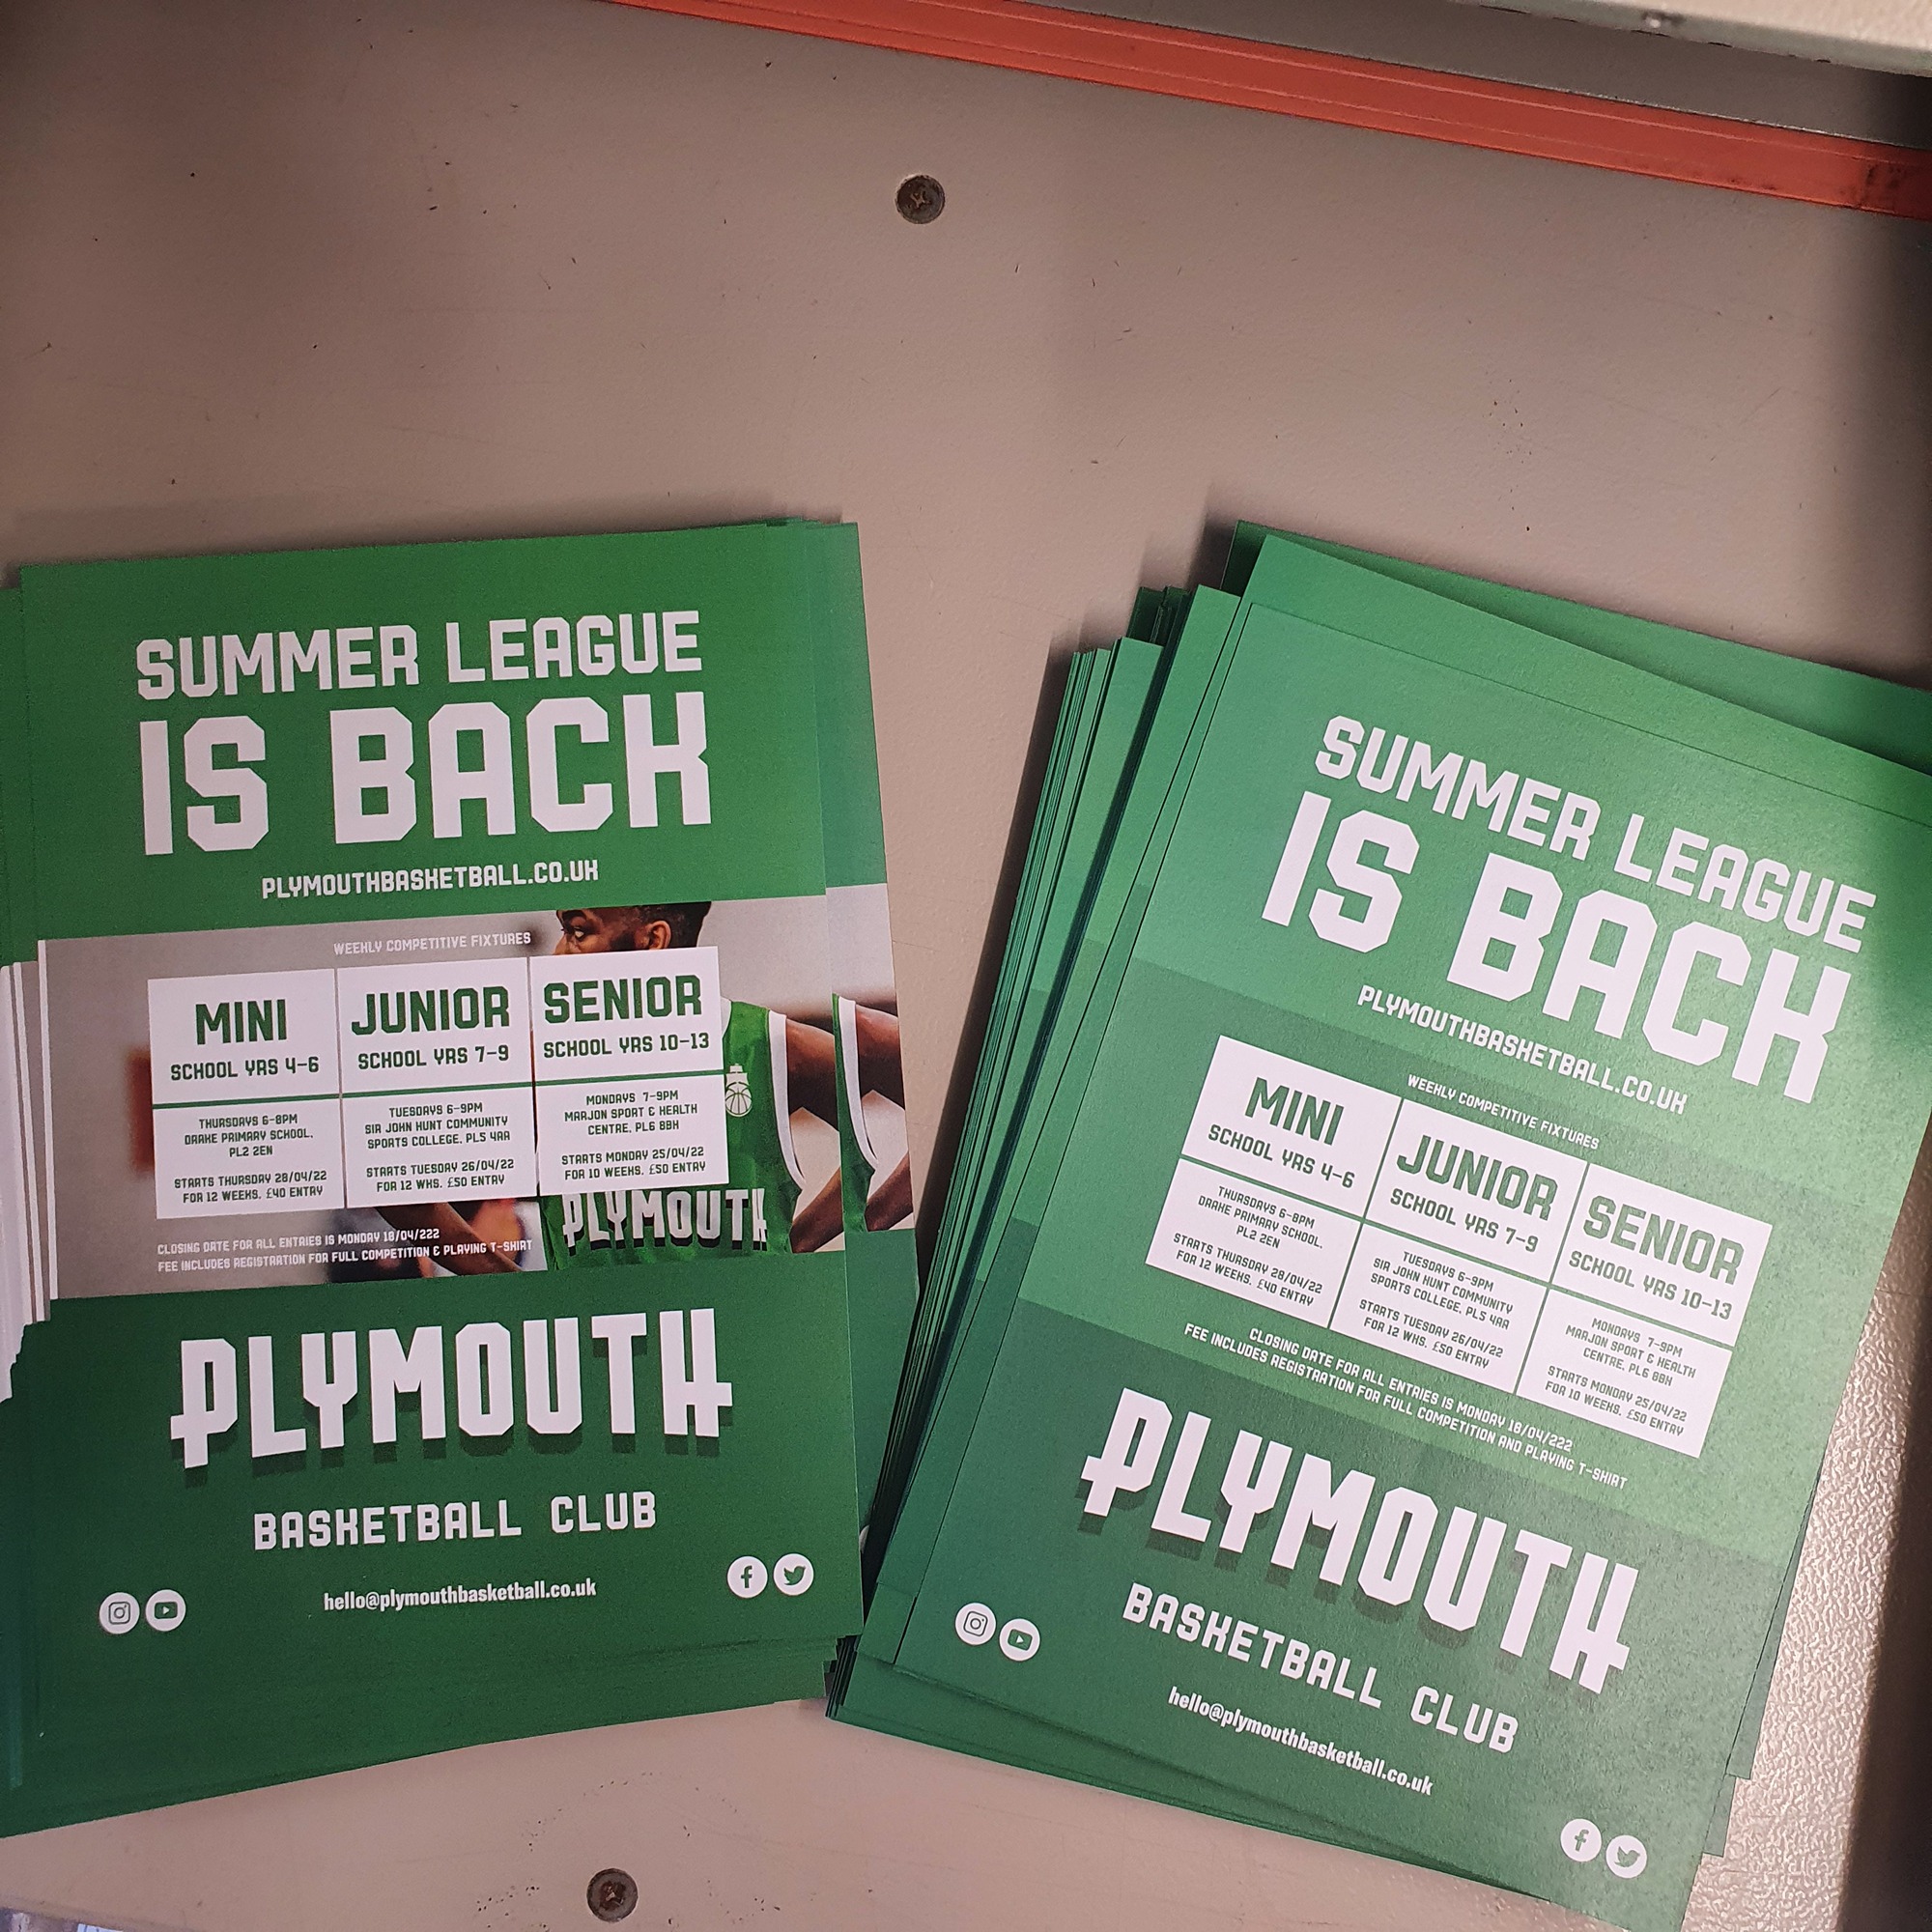 SUMMER LEAGUE
IS BACK
PLYMOUTHBASKETBALL.CO.UK
WEEKLY COMPETITIVE FIXTURES
MINI
SCHOOL YRS 4-6
THURSDAYS 6-8PM
DRAKE PRIMARY SCHOOL,
PL2 2EN
STARTS THURSDAY 28/04/22
FOR 12 WEEKS. £40 ENTRY
JUNIOR
SCHOOL YRS 7-9
TUESDAYS 6-9PM
SIR JOHN HUNT COMMUNITY
SPORTS COLLEGE, PL5 4AA
STARTS TUESDAY 26/04/22
FOR 12 WKS. £50 ENTRY
SENIOR
SCHOOL YRS 10-13
MONDAYS 7-9PM
MARJON SPORT & HEALTH
CENTRE, PL6 8BH
STARTS MONDAY 25/04/22
FOR 10 WEEKS. £50 ENTRY
PLYMOUTH
CLOSING DATE FOR ALL ENTRIES IS MONDAY 18/04/222
FEE INCLUDES REGISTRATION FOR FULL COMPETITION & PLAYING T-SHIRT
PLYMOUTH
BASKETBALL CLUB
hello@plymouthbasketball.co.uk
SUMMER LEAGUE
IS BACK
PLYMOUTHBASKETBALL.CO.UK
WEEKLY COMPETITIVE FIXTURES
MINI
SCHOOL YRS 4-6
THURSDAYS 6-8PM
DRAKE PRIMARY SCHOOL,
PL2 2EN
STARTS THURSDAY 28/04/22
FOR 12 WEEKS. £40 ENTRY
JUNIOR
SCHOOL YRS 7-9
TUESDAYS 6-9PM
SIR JOHN HUNT COMMUNITY
SPORTS COLLEGE, PL5 4AA
STARTS TUESDAY 26/04/22
FOR 12 WKS. £50 ENTRY
SENIOR
SCHOOL YRS 10-13
MONDAYS 7-9PM
MARJON SPORT & HEALTH
CENTRE, PL6 8BH
STARTS MONDAY 25/04/22
FOR 10 WEEKS. £50 ENTRY
CLOSING DATE FOR ALL ENTRIES IS MONDAY 18/04/222
FEE INCLUDES REGISTRATION FOR FULL COMPETITION AND PLAYING T-SHIRT
PLYMOUTH
BASKETBALL CLUB
hello@plymouthbasketball.co.uk